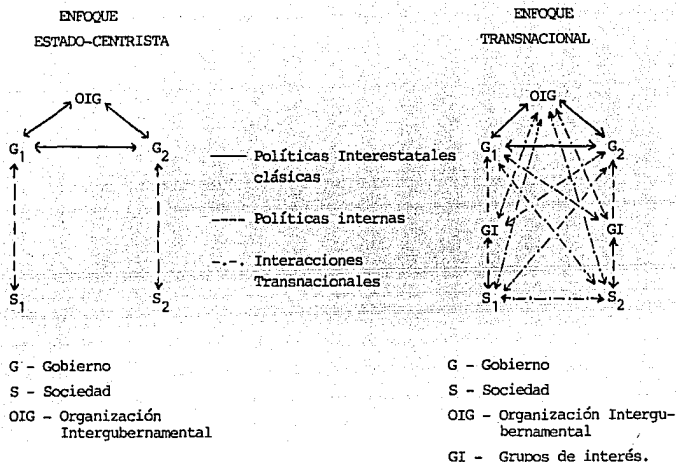 ENFOQUE
ESTADO-CENTRISTA
OIG
G1
G2
S1
S2
Políticas Interestatales
clásicas
Políticas internas
Interacciones
Transnacionales
ENFOQUE
TRANSNACIONAL
OIG
G1
G2
GI
GI
S1
S2
G - Gobierno
S - Sociedad
OIG - Organización
Intergubernamental
G - Gobierno
S - Sociedad
OIG - Organización Intergu-
bernamental
GI - Grupos de interés.